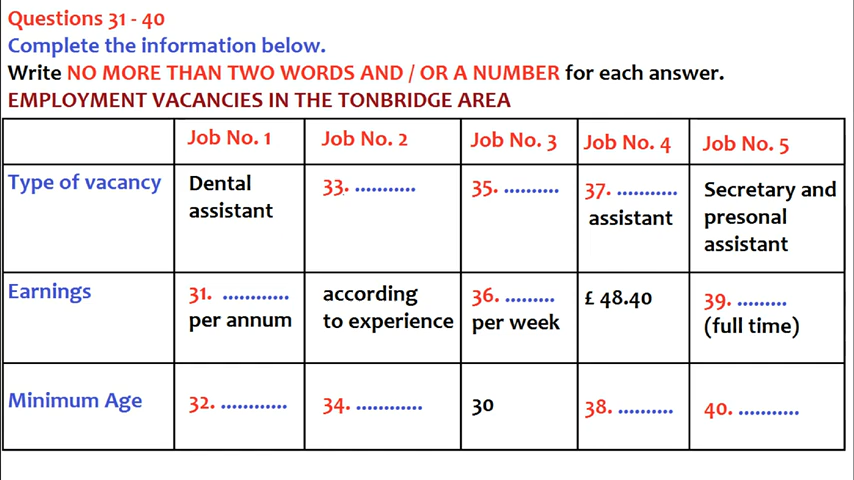 Questions 31 - 40
Complete the information below.
Write NO MORE THAN TWO WORDS AND / OR A NUMBER for each answer.
EMPLOYMENT VACANCIES IN THE TONBRIDGE AREA
Job No. 1
Job No. 2
Job No. 3
Job No. 4
Job No. 5
Type of vacancy
Dental
assistant
33. ............
35. ...........
37. ............
assistant
Secretary and
presonal
assistant
Earnings
31. .............
per annum
according
to experience
36. ..........
per week
£ 48.40
39. ..........
(full time)
Minimum Age
32. .............
34. .............
30
38. ...........
40. ............